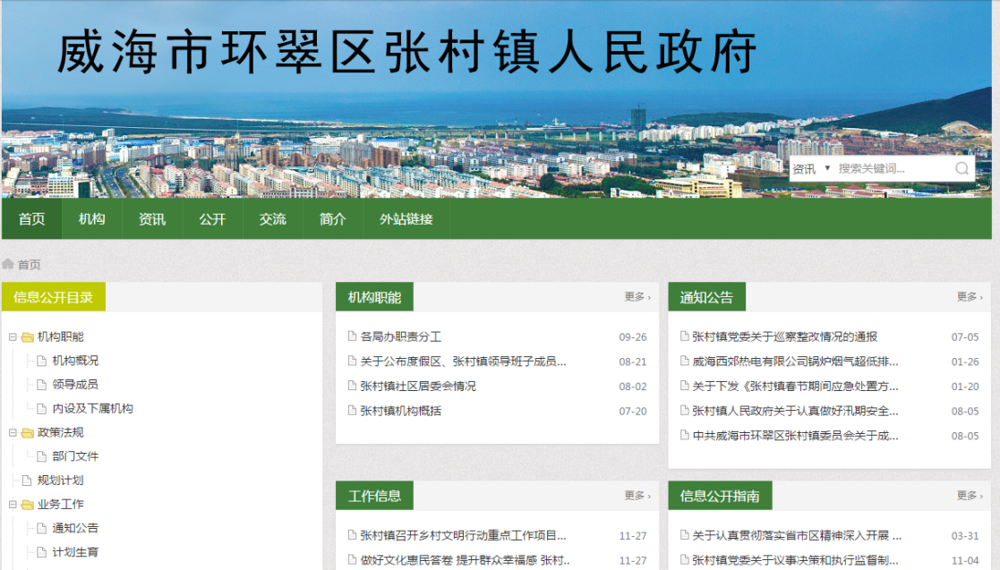 威海市环翠区张村镇人民政府
资讯 ▼ 搜索关键词...
首页 机构 资讯 公开 交流 简介 外站链接
首页
信息公开目录
机构职能
机构概况
领导成员
内设及下属机构
政策法规
部门文件
规划计划
业务工作
通知公告
计划生育
机构职能 更多 ›
各局办职责分工 09-26
关于公布度假区、张村镇领导班子成员... 08-21
张村镇社区居委会情况 08-02
张村镇机构概括 07-20
通知公告 更多 ›
张村镇党委关于巡察整改情况的通报 07-05
威海西郊热电有限公司锅炉烟气超低排... 01-26
关于下发《张村镇春节期间应急处置方... 01-20
张村镇人民政府关于认真做好汛期安全... 08-05
中共威海市环翠区张村镇委员会关于成... 08-05
工作信息 更多 ›
张村镇召开乡村文明行动重点工作项目... 11-27
做好文化惠民答卷 提升群众幸福感 张村.. 11-27
信息公开指南 更多 ›
关于认真贯彻落实省市区精神深入开展 ... 03-31
张村镇党委关于议事决策和执行监督制... 11-04